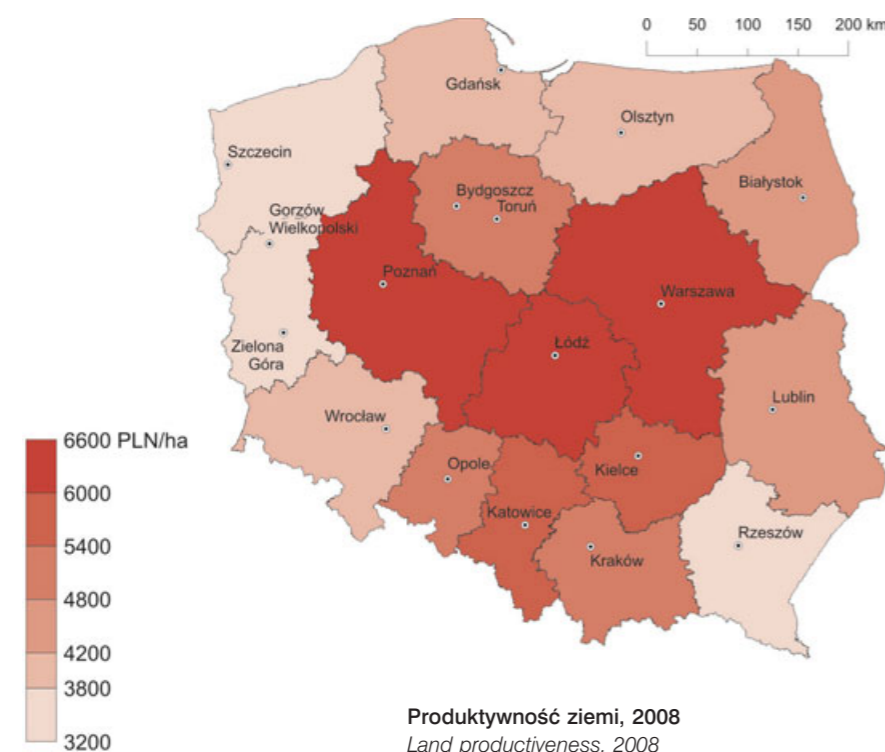 0 50 100 150 200 km
Gdańsk
Olsztyn
Szczecin
Białystok
Bydgoszcz
Toruń
Gorzów
Wielkopolski
Poznań
Warszawa
Zielona
Góra
Łódź
Lublin
Wrocław
6600 PLN/ha
Opole
Kielce
6000
Katowice
Rzeszów
5400
Kraków
4800
4200
3800
3200
Produktywność ziemi, 2008
Land productiveness, 2008